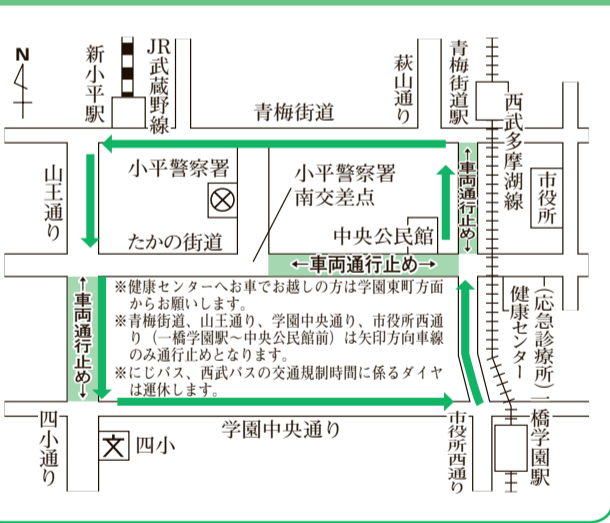 N
新小平駅
JR武蔵野線
青梅街道
萩山通り
青梅街道駅
西武多摩湖線
山王通り
小平警察署
小平警察署
南交差点
←車両通行止め→
市役所
たかの街道
中央公民館
←車両通行止め→
←車両通行止め→
※健康センターへお車でお越しの方は学園東町方面
からお願いします。
※青梅街道、山王通り、学園中央通り、市役所西通
り（一橋学園駅～中央公民館前）は矢印方向車線
のみ通行止めとなります。
※にじバス、西武バスの交通規制時間に係るダイヤ
は運休します。
健康センター
（応急診療所）
四小通り
文
四小
学園中央通り
市役所西通り
一橋学園駅